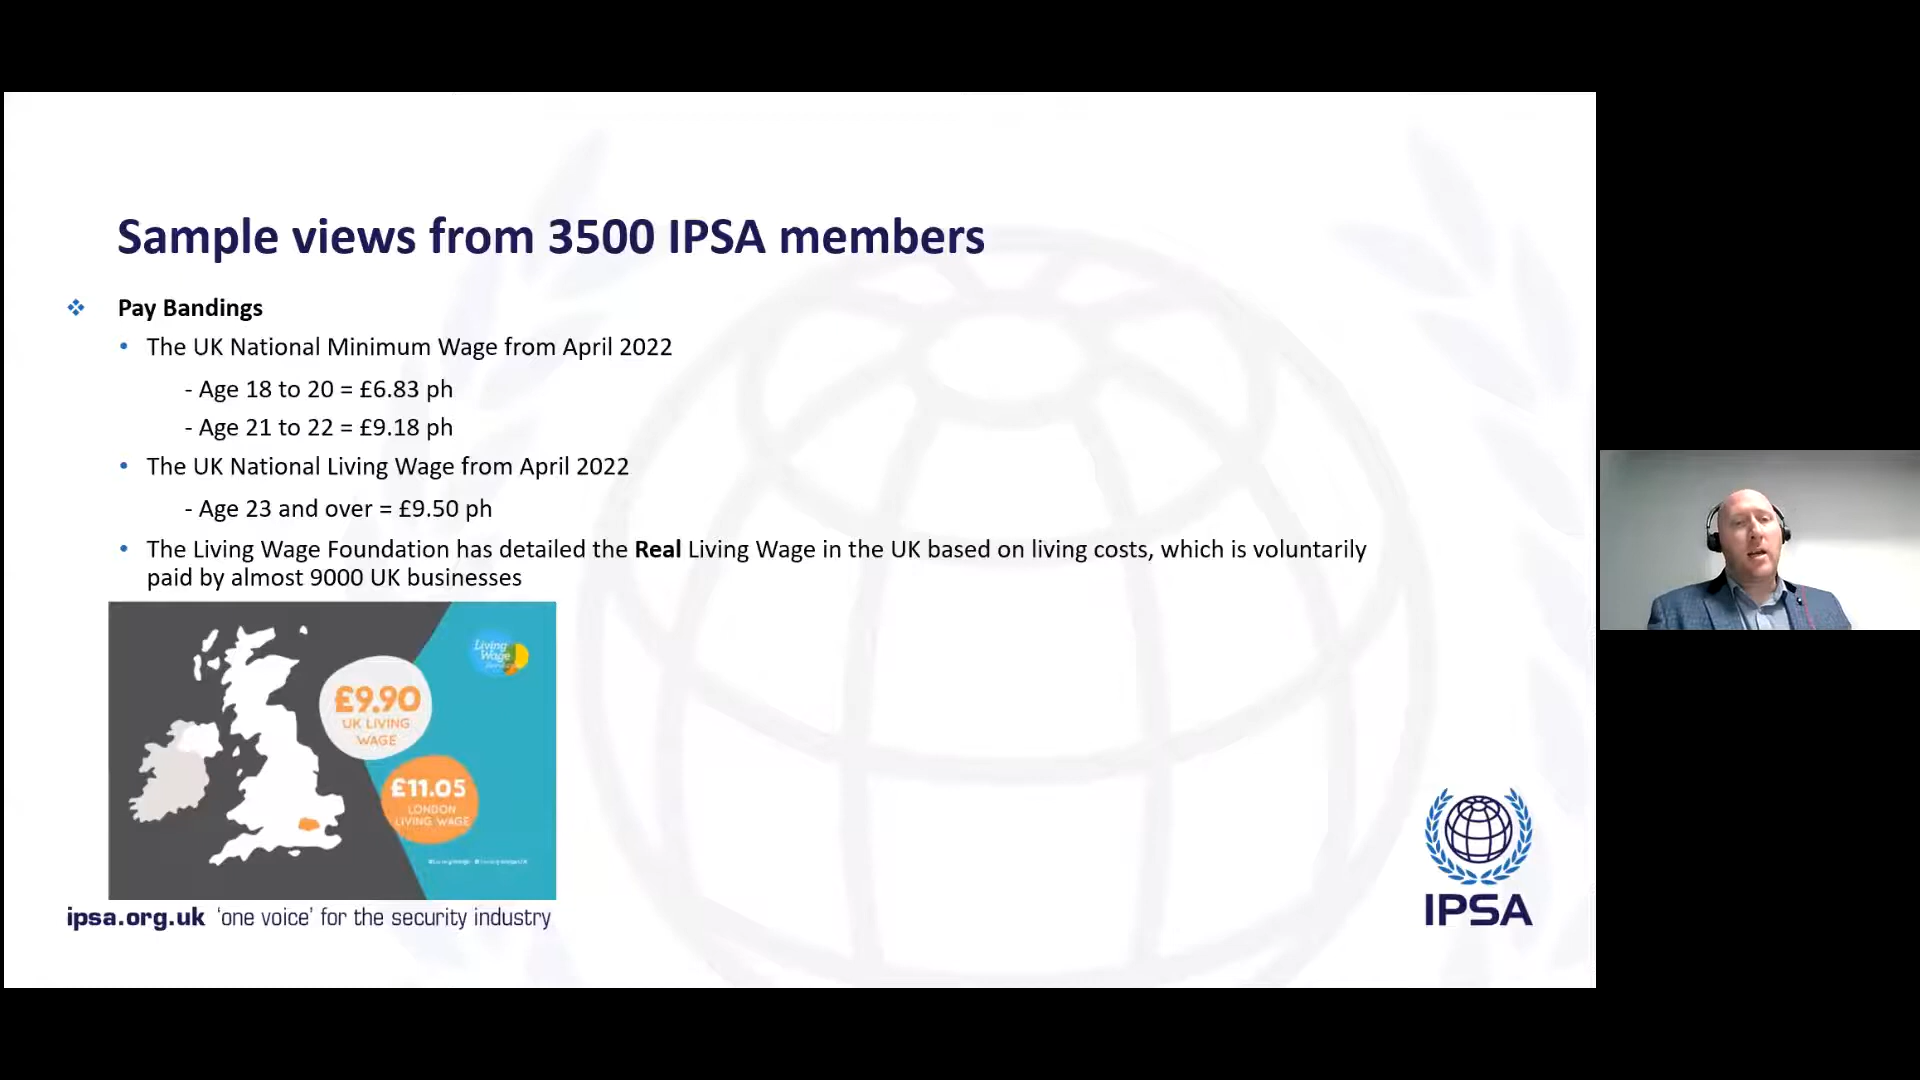 Sample views from 3500 IPSA members
❖ Pay Bandings
• The UK National Minimum Wage from April 2022
- Age 18 to 20 = £6.83 ph
- Age 21 to 22 = £9.18 ph
• The UK National Living Wage from April 2022
- Age 23 and over = £9.50 ph
• The Living Wage Foundation has detailed the Real Living Wage in the UK based on living costs, which is voluntarily
paid by almost 9000 UK businesses
Living
Wage
£9.90
UK LIVING
WAGE
£11.05
LONDON
LIVING WAGE
ipsa.org.uk ‘one voice’ for the security industry
IPSA